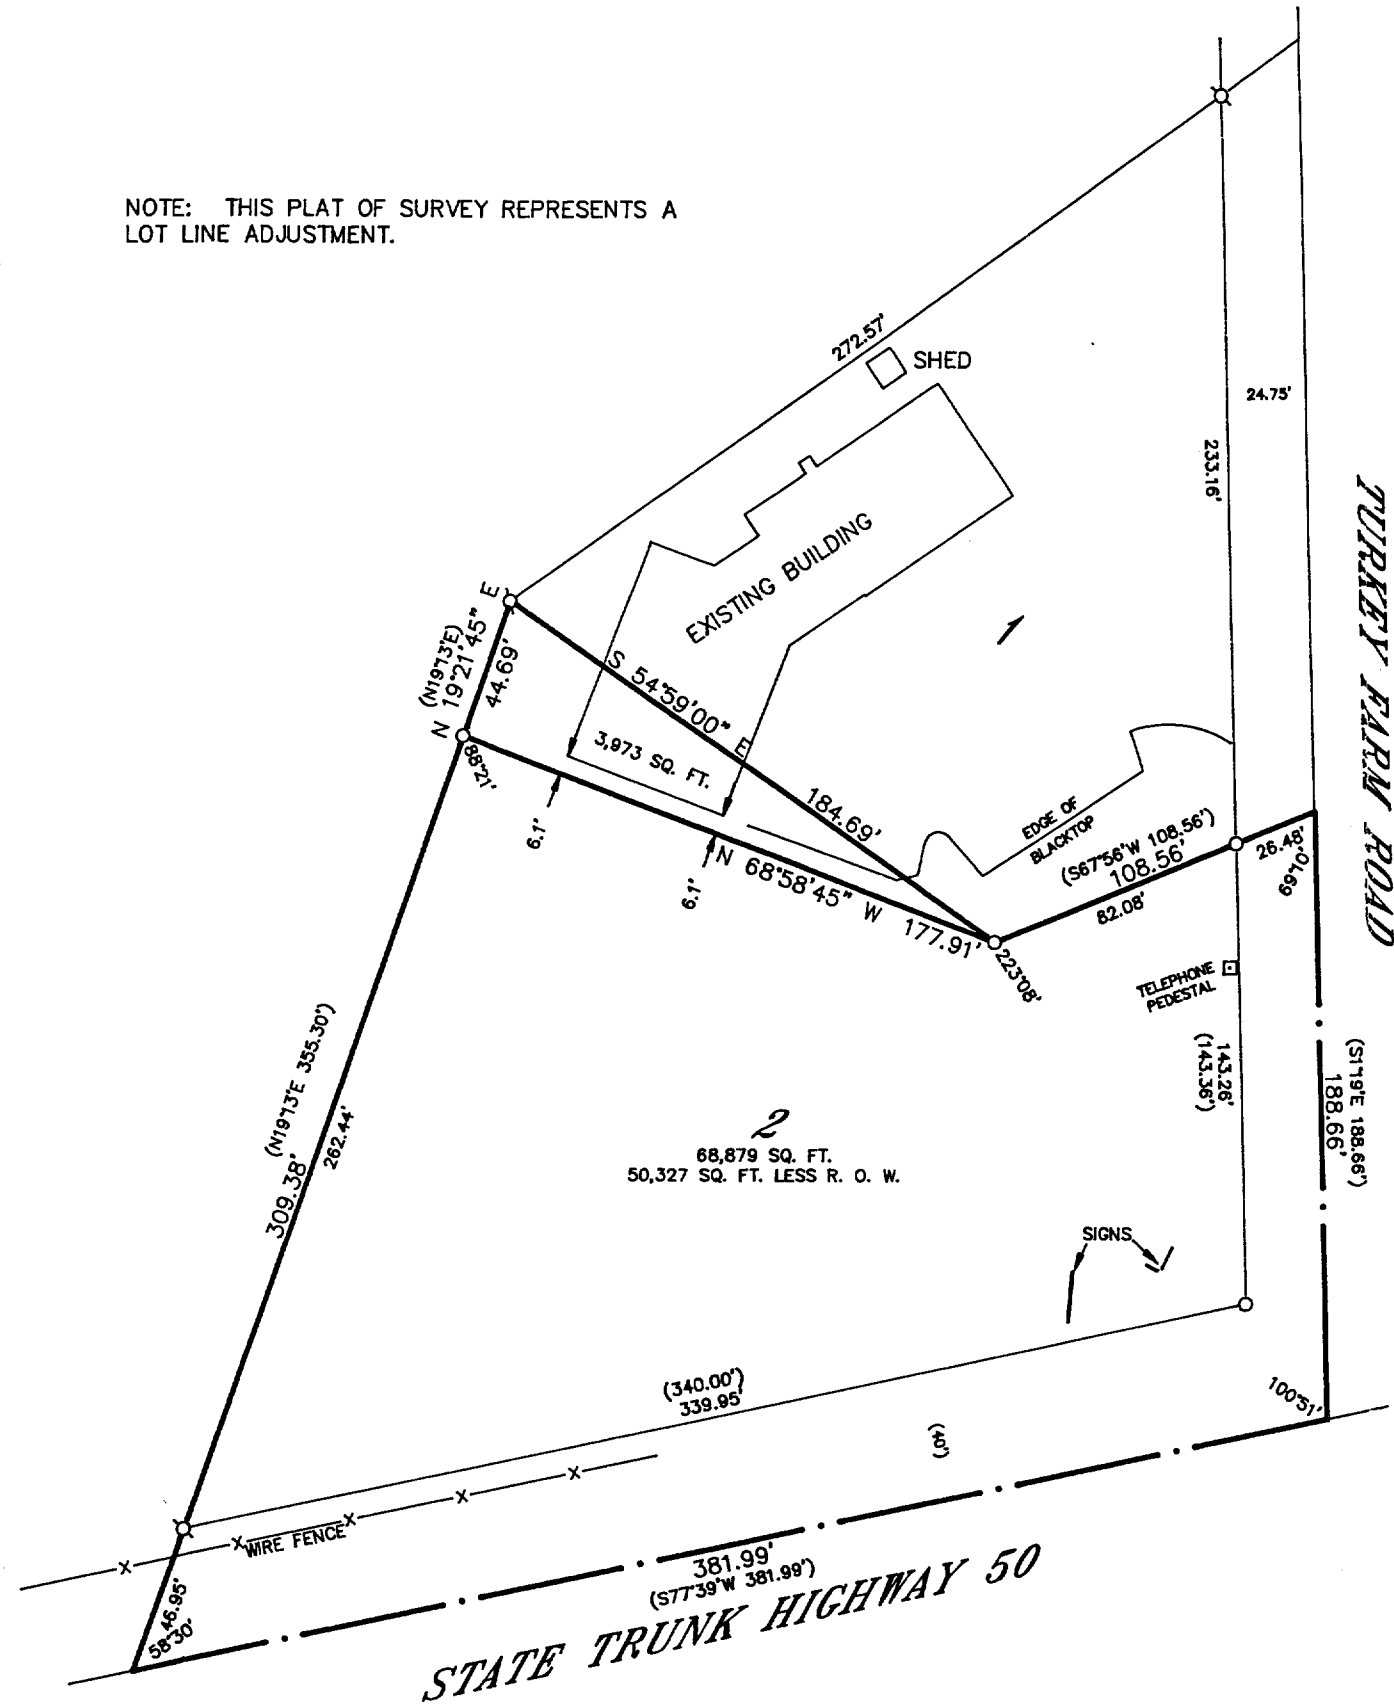 NOTE: THIS PLAT OF SURVEY REPRESENTS A
LOT LINE ADJUSTMENT.
272.57'
SHED
24.75'
233.16'
TURKEY FARM ROAD
EXISTING BUILDING
1
(N19°13'E)
N 19°21'45" E
44.69'
S 54°59'00" E
184.69'
3,973 SQ. FT.
88°21'
6.1'
6.1'
N 68°58'45" W 177.91'
EDGE OF
BLACKTOP
(S67°56'W 108.56')
108.56'
82.08'
26.48'
69°10'
223°08'
TELEPHONE
PEDESTAL
143.26'
(143.36')
(S1°19'E 188.66')
188.66'
(N19°13'E 355.30')
309.38'
262.44'
2
68,879 SQ. FT.
50,327 SQ. FT. LESS R. O. W.
SIGNS
(340.00')
339.95'
(40')
100°51'
WIRE FENCE
46.95'
58°30'
381.99'
(S77°39'W 381.99')
STATE TRUNK HIGHWAY 50